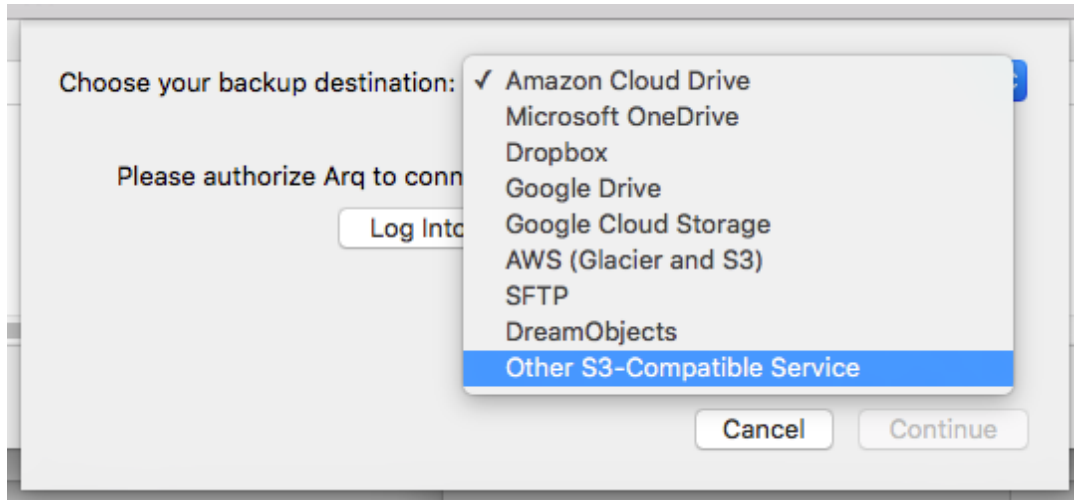 Choose your backup destination: ✓ Amazon Cloud Drive
Microsoft OneDrive
Dropbox
Please authorize Arq to conn
Google Drive
Google Cloud Storage
Log Into
AWS (Glacier and S3)
SFTP
DreamObjects
Other S3-Compatible Service
Cancel Continue